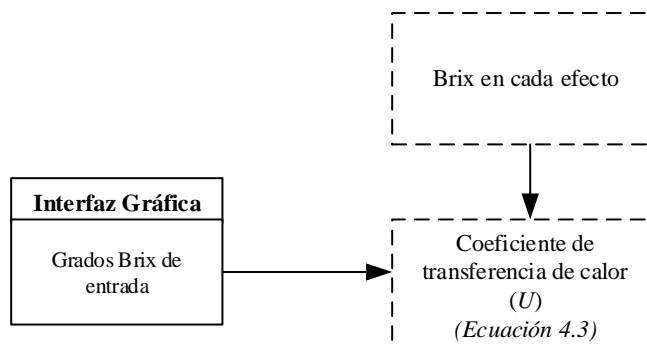 Brix en cada efecto
Interfaz Gráfica
Grados Brix de
entrada
Coeficiente de
transferencia de calor
(U)
(Ecuación 4.3)